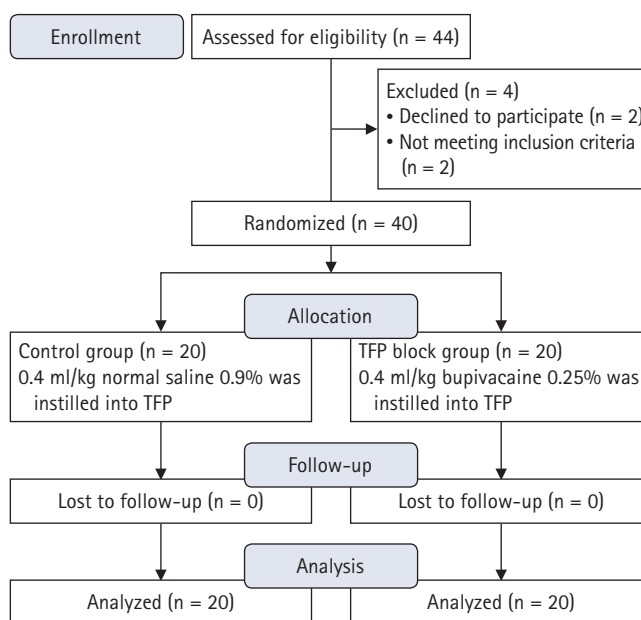 Enrollment
Assessed for eligibility (n = 44)
Excluded (n = 4)
• Declined to participate (n = 2)
• Not meeting inclusion criteria
(n = 2)
Randomized (n = 40)
Allocation
Control group (n = 20)
0.4 ml/kg normal saline 0.9% was
instilled into TFP
TFP block group (n = 20)
0.4 ml/kg bupivacaine 0.25% was
instilled into TFP
Follow-up
Lost to follow-up (n = 0)
Lost to follow-up (n = 0)
Analysis
Analyzed (n = 20)
Analyzed (n = 20)